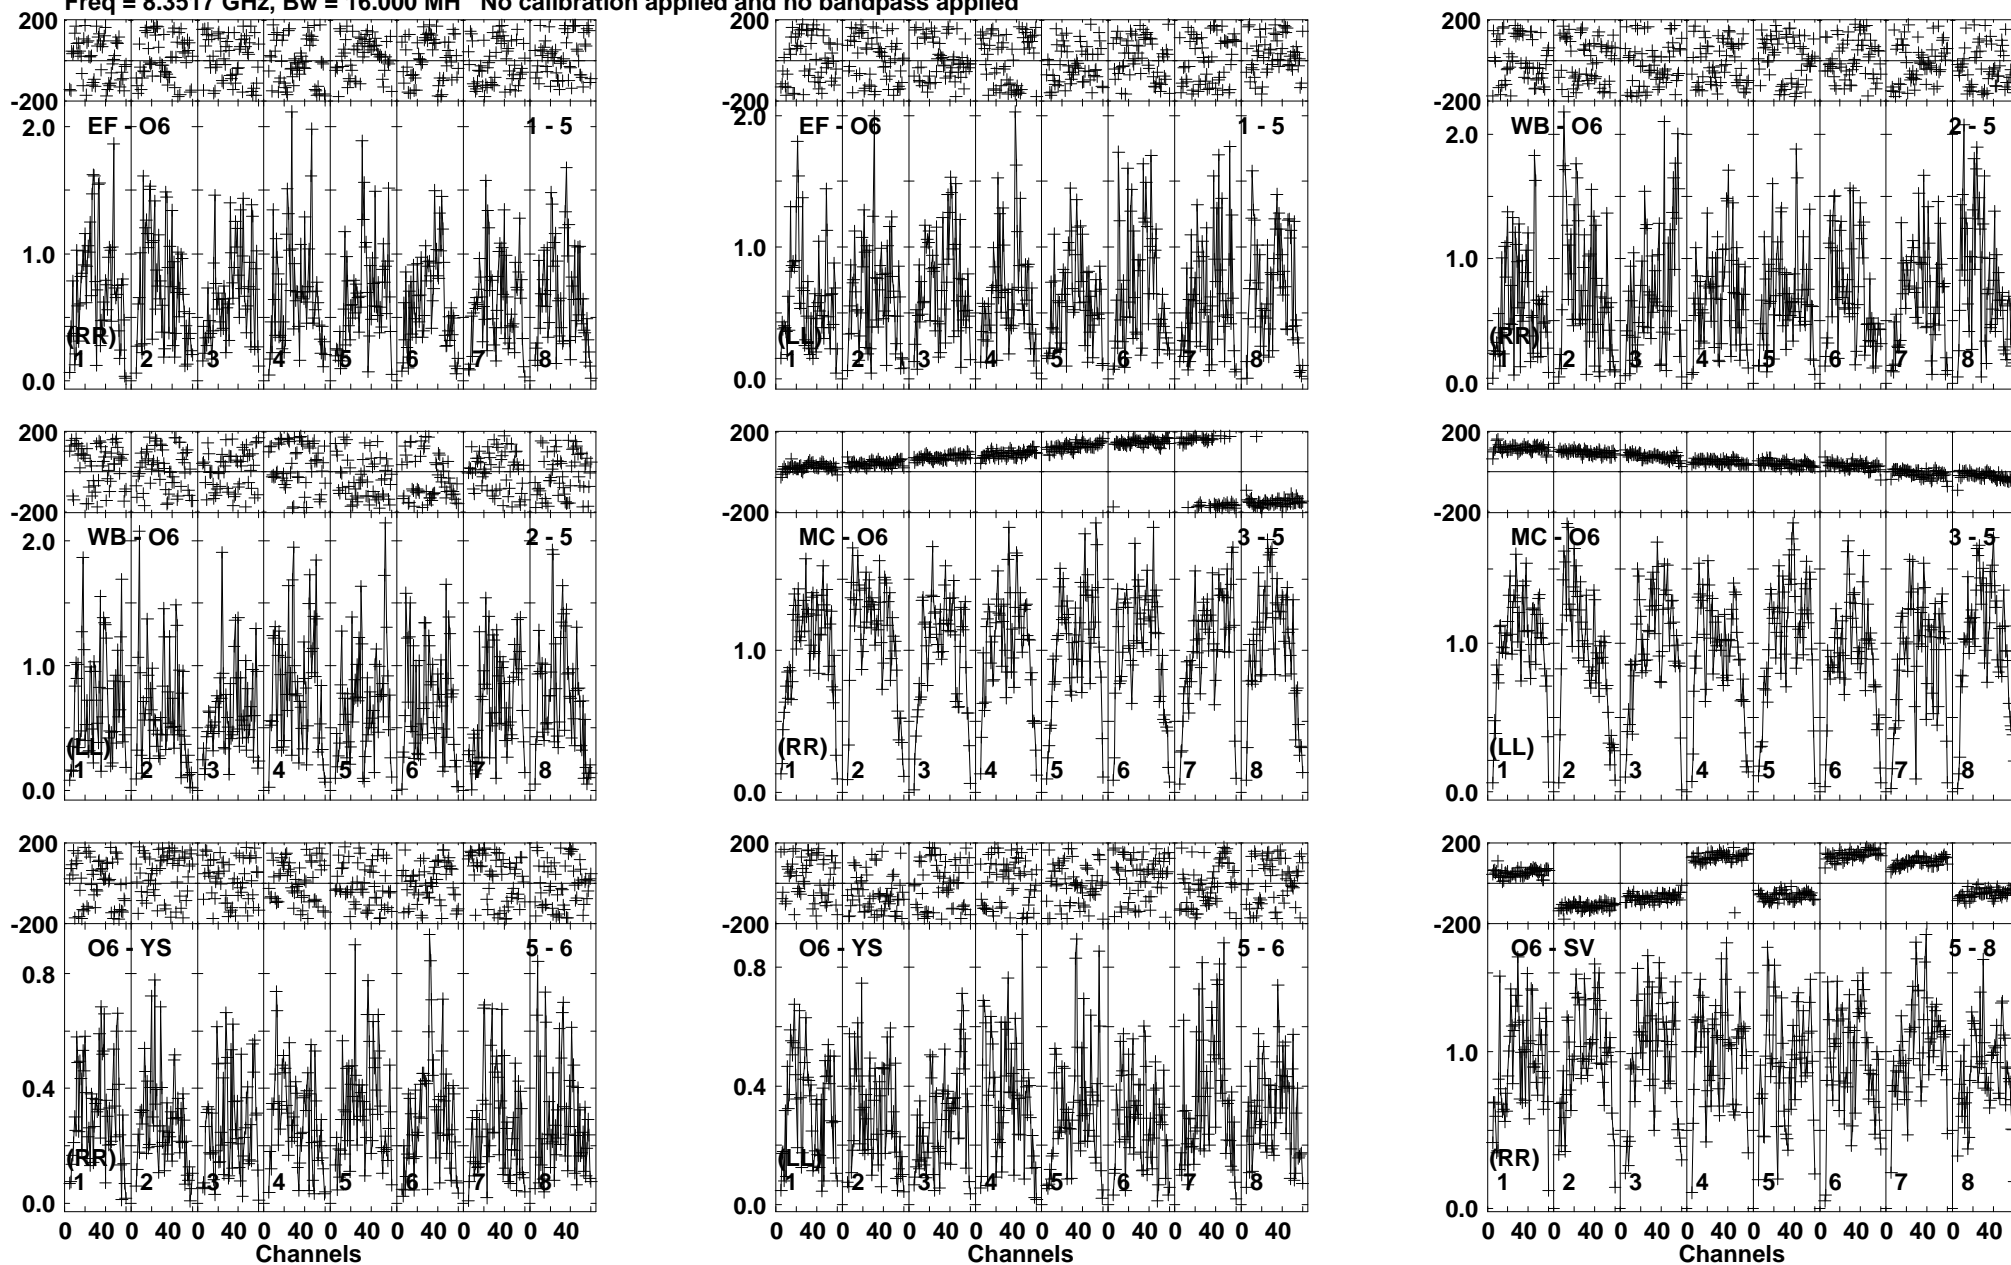 Freq = 8.3517 GHz, Bw = 16.000 MH No calibration applied and no bandpass applied
200 200 200
-200 -200 -200
EF - O6 1 - 5 EF - O6 1 - 5 WB - O6 2 - 5
2.0 2.0 2.0
1.0 1.0 1.0
(RR) (LL) (RR)
1 2 3 4 5 6 7 8 1 2 3 4 5 6 7 8 1 2 3 4 5 6 7 8
0.0 0.0 0.0
200 200 200
-200 -200 -200
WB - O6 2 - 5 MC - O6 3 - 5 MC - O6 3 - 5
2.0
1.0 1.0 1.0
(LL) (RR) (LL)
1 2 3 4 5 6 7 8 1 2 3 4 5 6 7 8 1 2 3 4 5 6 7 8
0.0 0.0 0.0
200 200 200
-200 -200 -200
O6 - YS 5 - 6 O6 - YS 5 - 6 O6 - SV 5 - 8
0.8 0.8
0.4 0.4 1.0
(RR) (LL) (RR)
1 2 3 4 5 6 7 8 1 2 3 4 5 6 7 8 1 2 3 4 5 6 7 8
0.0 0.0 0.0
0 40 0 40 0 40 0 40 0 40 0 40 0 40 0 40 0 40 0 40 0 40 0 40 0 40 0 40 0 40 0 40 0 40 0 40 0 40 0 40 0 40 0 40 0 40 0 40
Channels Channels Channels